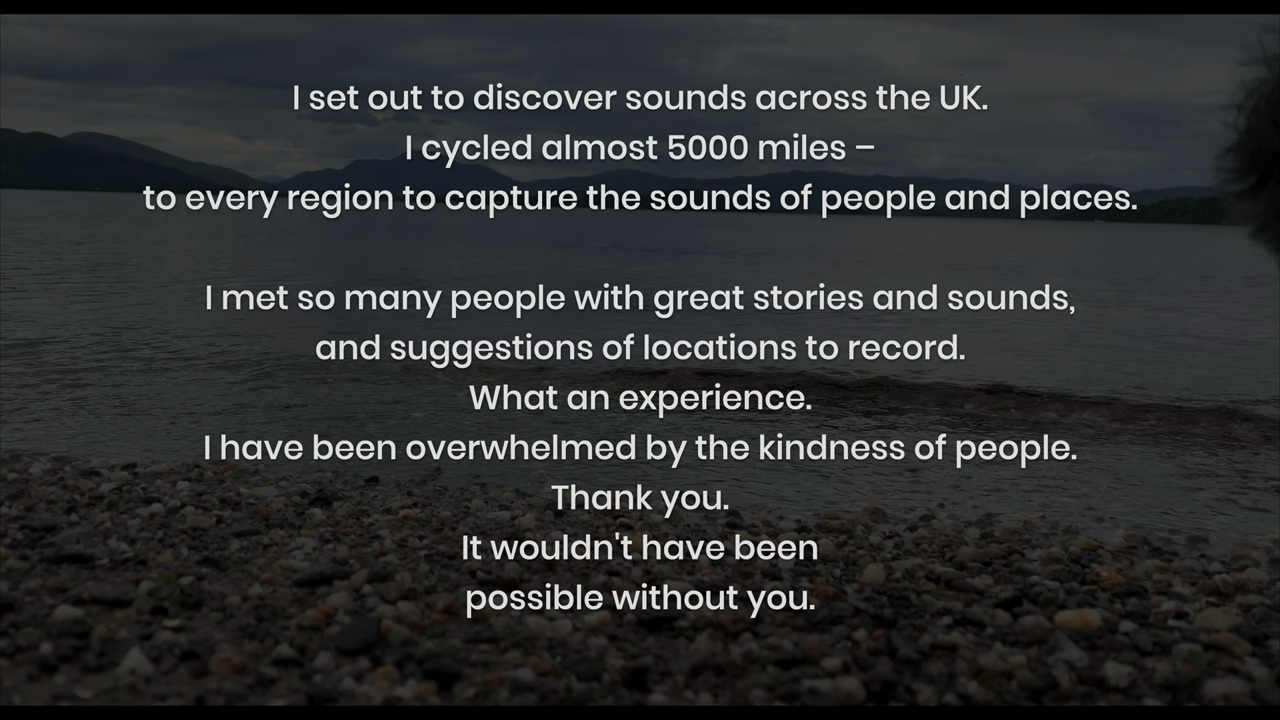 I set out to discover sounds across the UK.
I cycled almost 5000 miles –
to every region to capture the sounds of people and places.
I met so many people with great stories and sounds,
and suggestions of locations to record.
What an experience.
I have been overwhelmed by the kindness of people.
Thank you.
It wouldn't have been
possible without you.